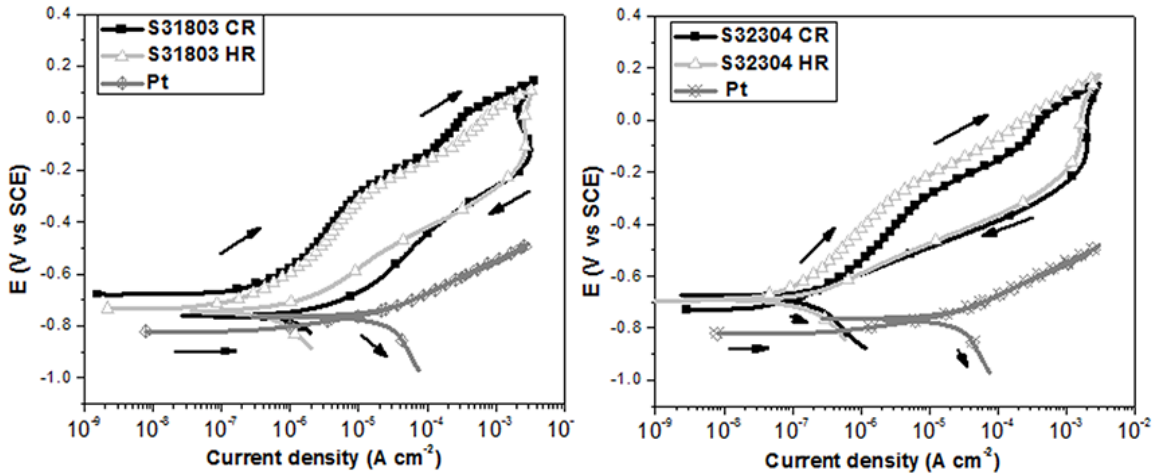 0.4
0.2
0.0
-0.2
-0.4
-0.6
-0.8
-1.0
E (V vs SCE)
S31803 CR
S31803 HR
Pt
10⁻⁹ 10⁻⁸ 10⁻⁷ 10⁻⁶ 10⁻⁵ 10⁻⁴ 10⁻³ 10⁻
Current density (A cm⁻²)
0.4
0.2
0.0
-0.2
-0.4
-0.6
-0.8
-1.0
E (V vs SCE)
S32304 CR
S32304 HR
Pt
10⁻⁹ 10⁻⁸ 10⁻⁷ 10⁻⁶ 10⁻⁵ 10⁻⁴ 10⁻³ 10⁻²
Current density (A cm⁻²)